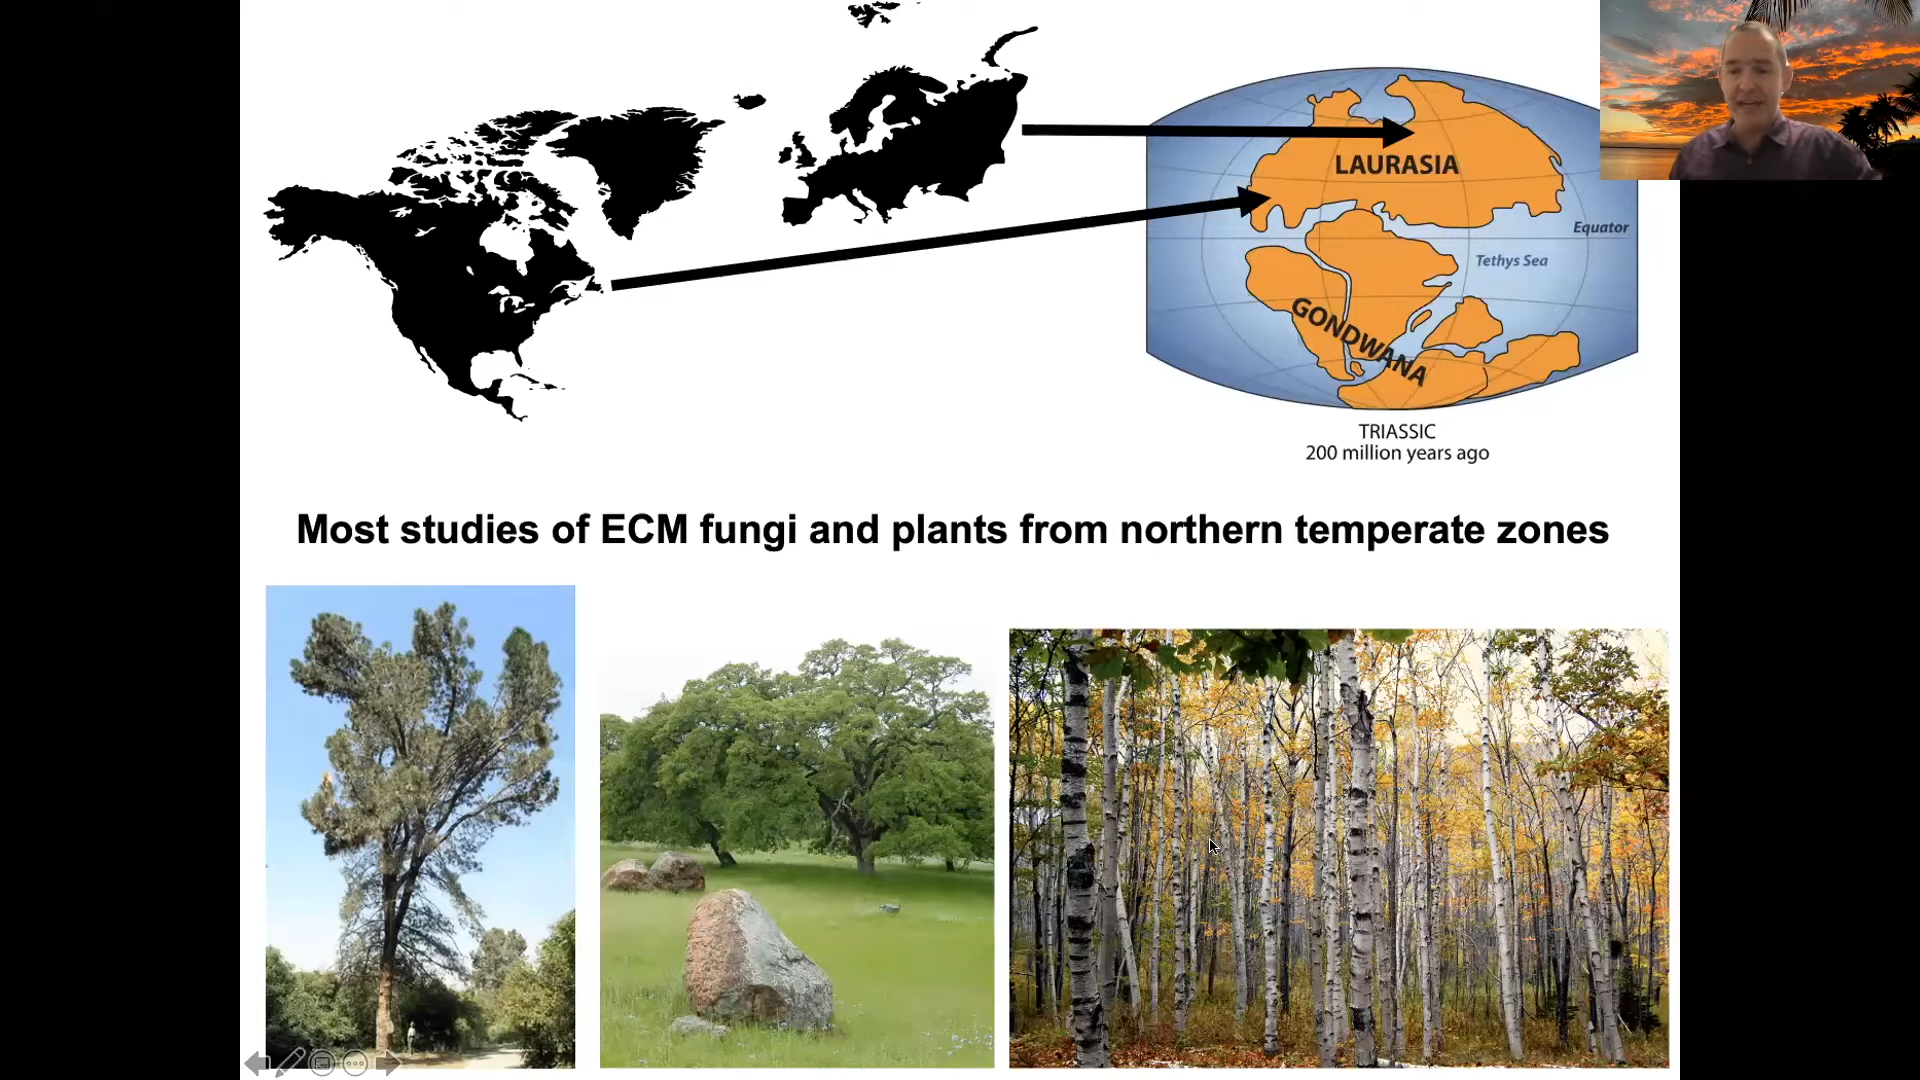 LAURASIA
Equator
Tethys Sea
GONDWANA
TRIASSIC
200 million years ago
Most studies of ECM fungi and plants from northern temperate zones